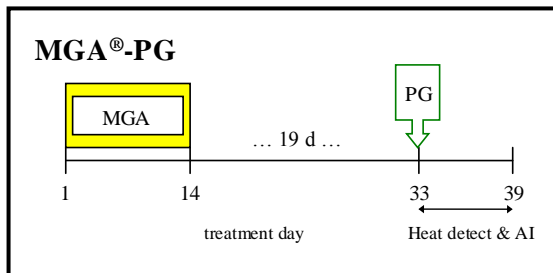 MGA®-PG
PG
MGA
… 19 d …
1 14 33 39
treatment day Heat detect & AI